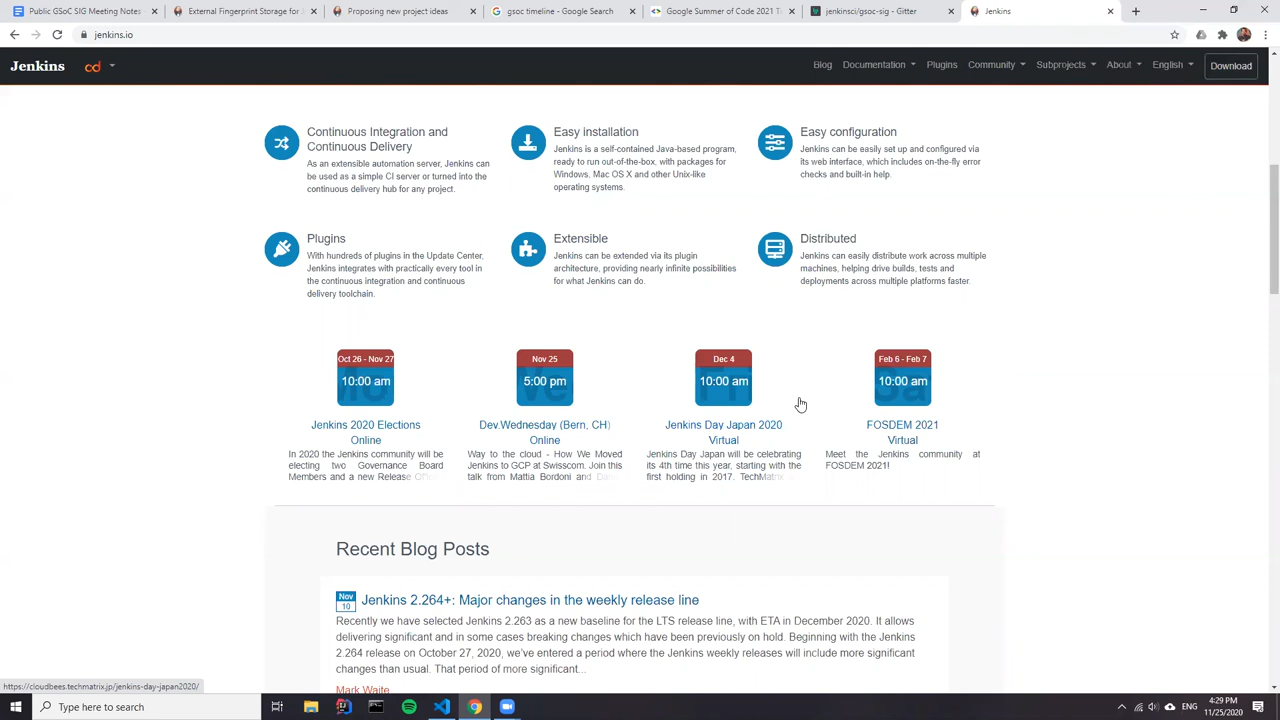 Public GSoC SIG Meeting Notes
External Fingerprint Storage for J
Proposing new project ideas
gsoc timeline - Google Search
Google Summer of Code 2021 Ti
jenkinsci/gsoc-sig - Gitter
Jenkins
jenkins.io
Jenkins
cd
Blog
Documentation
Plugins
Community
Subprojects
About
English
Download
Continuous Integration and
Continuous Delivery
As an extensible automation server, Jenkins can
be used as a simple CI server or turned into the
continuous delivery hub for any project.
Easy installation
Jenkins is a self-contained Java-based program,
ready to run out-of-the-box, with packages for
Windows, Mac OS X and other Unix-like
operating systems.
Easy configuration
Jenkins can be easily set up and configured via
its web interface, which includes on-the-fly error
checks and built-in help.
Plugins
With hundreds of plugins in the Update Center,
Jenkins integrates with practically every tool in
the continuous integration and continuous
delivery toolchain.
Extensible
Jenkins can be extended via its plugin
architecture, providing nearly infinite possibilities
for what Jenkins can do.
Distributed
Jenkins can easily distribute work across multiple
machines, helping drive builds, tests and
deployments across multiple platforms faster.
Oct 26 - Nov 27
Mo
10:00 am
Jenkins 2020 Elections
Online
In 2020 the Jenkins community will be
electing two Governance Board
Members and a new Release
Nov 25
We
5:00 pm
Dev.Wednesday (Bern, CH)
Online
Way to the cloud - How We Moved
Jenkins to GCP at Swisscom. Join this
talk from Mattia Bordoni and
Dec 4
Fri
10:00 am
Jenkins Day Japan 2020
Virtual
Jenkins Day Japan will be celebrating
its 4th time this year, starting with the
first holding in 2017. TechMatrix
Feb 6 - Feb 7
Sa
10:00 am
FOSDEM 2021
Virtual
Meet the Jenkins community at
FOSDEM 2021!
Recent Blog Posts
Nov
10
Jenkins 2.264+: Major changes in the weekly release line
Recently we have selected Jenkins 2.263 as a new baseline for the LTS release line, with ETA in December 2020. It allows
delivering significant and in some cases breaking changes which have been previously on hold. Beginning with the Jenkins
2.264 release on October 27, 2020, we've entered a period where the Jenkins weekly releases will include more significant
changes than usual. That period of more significant...
Mark Waite
https://cloudbees.techmatrix.jp/jenkins-day-japan2020/
Type here to search
ENG
4:29 PM
11/25/2020